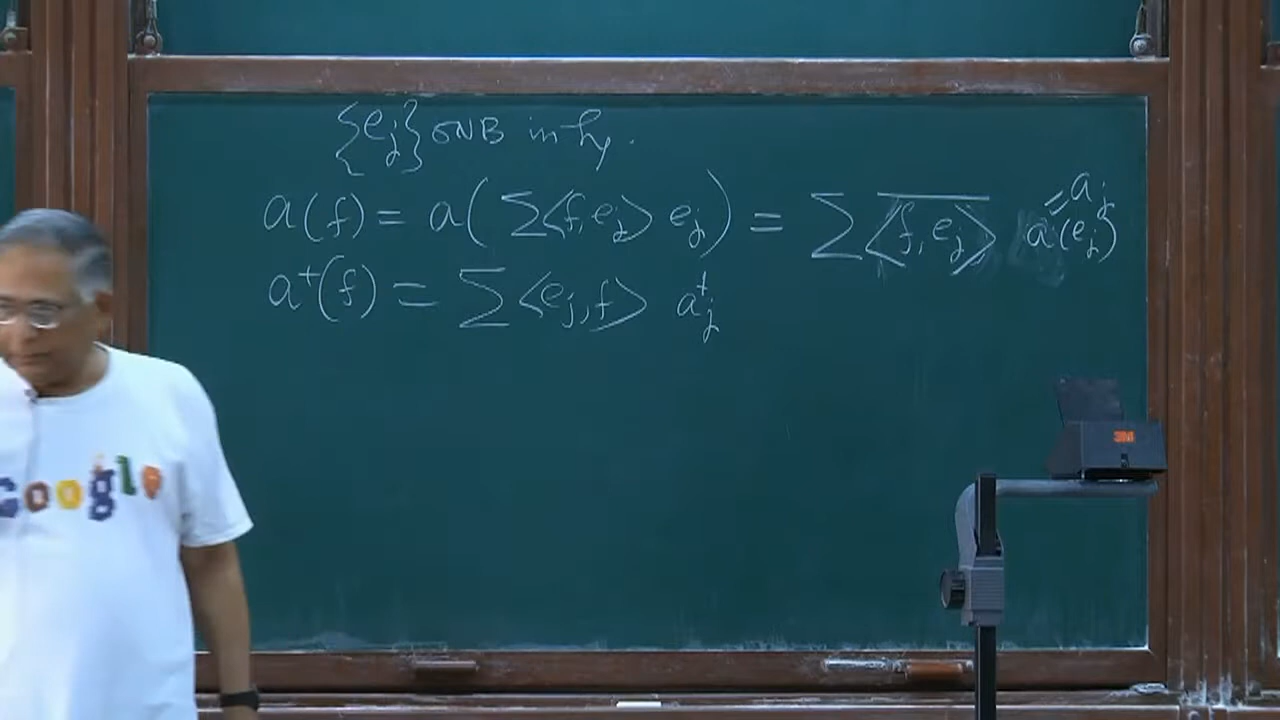 {e_j} ONB in h.
a(f) = a(∑<f,e_j> e_j) = ∑ \overline{<f,e_j>} a(e_j) = a_j
a†(f) = ∑<e_j,f> a†_j
Google
3M